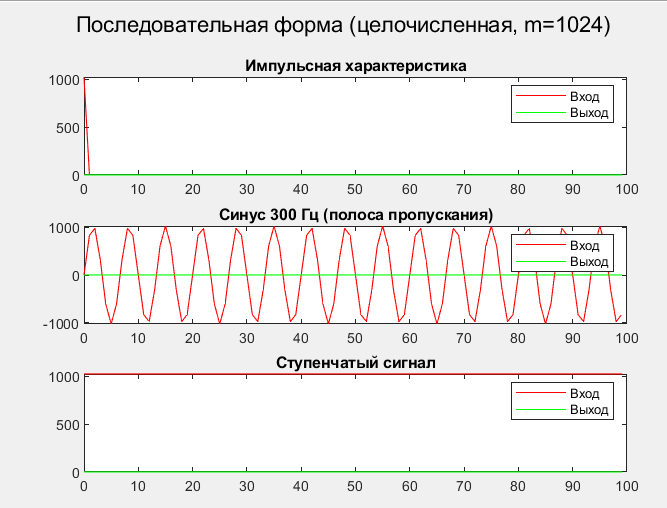 Последовательная форма (целочисленная, m=1024)
Импульсная характеристика
1000
500
0
Вход
Выход
0 10 20 30 40 50 60 70 80 90 100
Синус 300 Гц (полоса пропускания)
1000
0
-1000
Вход
Выход
0 10 20 30 40 50 60 70 80 90 100
Ступенчатый сигнал
1000
500
0
Вход
Выход
0 10 20 30 40 50 60 70 80 90 100